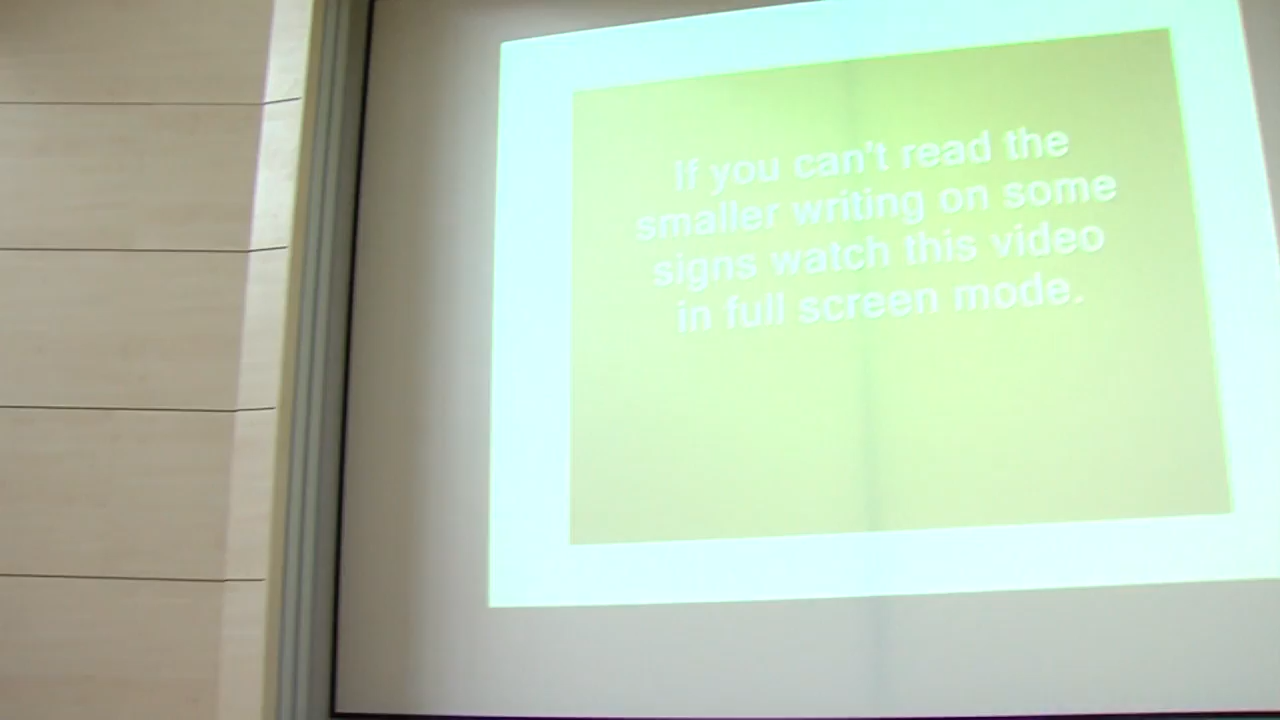 If you can't read the
smaller writing on some
signs watch this video
in full screen mode.